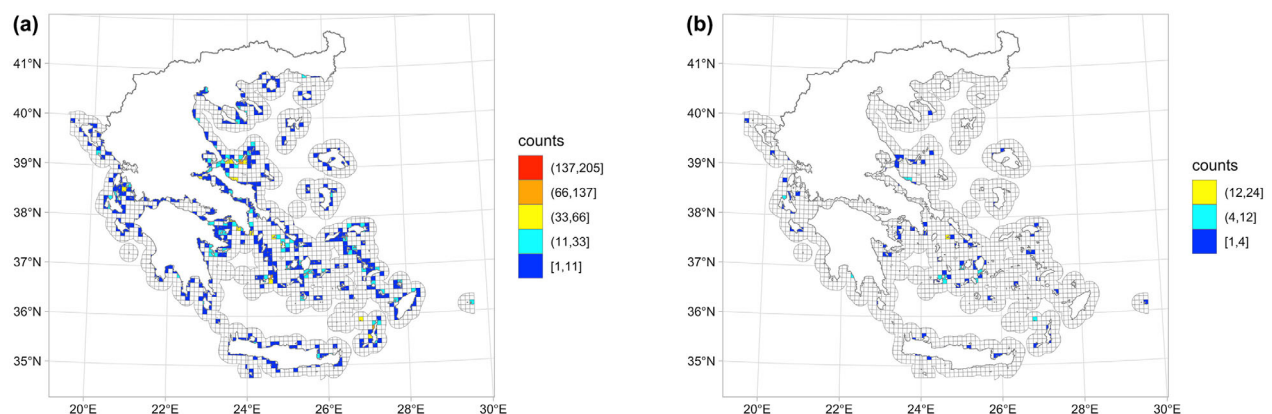 (a)
41°N
40°N
39°N
38°N
37°N
36°N
35°N
20°E 22°E 24°E 26°E 28°E 30°E
counts
(137,205]
(66,137]
(33,66]
(11,33]
[1,11]
(b)
41°N
40°N
39°N
38°N
37°N
36°N
35°N
20°E 22°E 24°E 26°E 28°E 30°E
counts
(12,24]
(4,12]
[1,4]